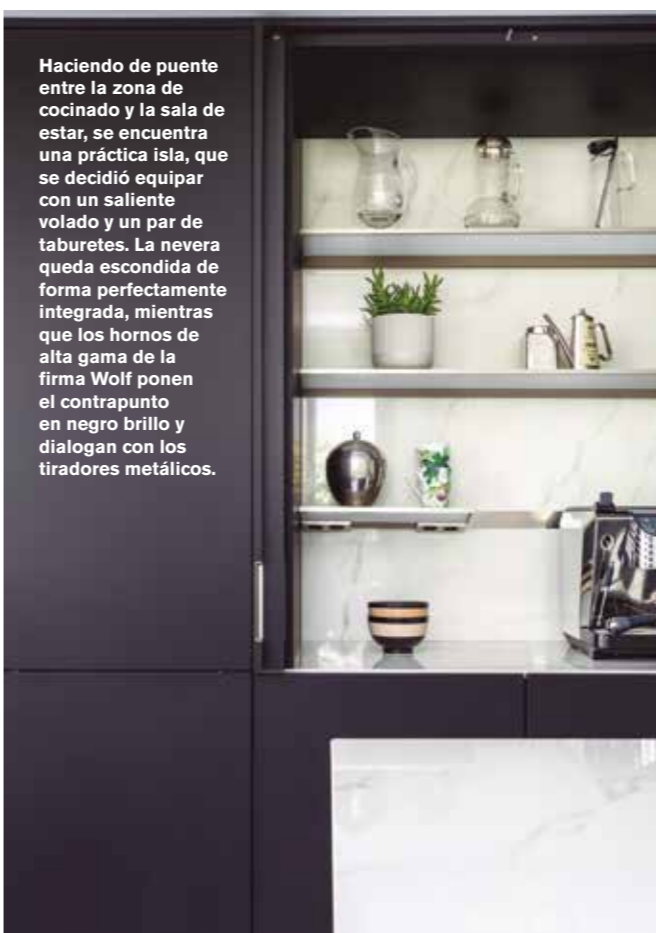 Haciendo de puente
entre la zona de
cocinado y la sala de
estar, se encuentra
una práctica isla, que
se decidió equipar
con un saliente
volado y un par de
taburetes. La nevera
queda escondida de
forma perfectamente
integrada, mientras
que los hornos de
alta gama de la
firma Wolf ponen
el contrapunto
en negro brillo y
dialogan con los
tiradores metálicos.